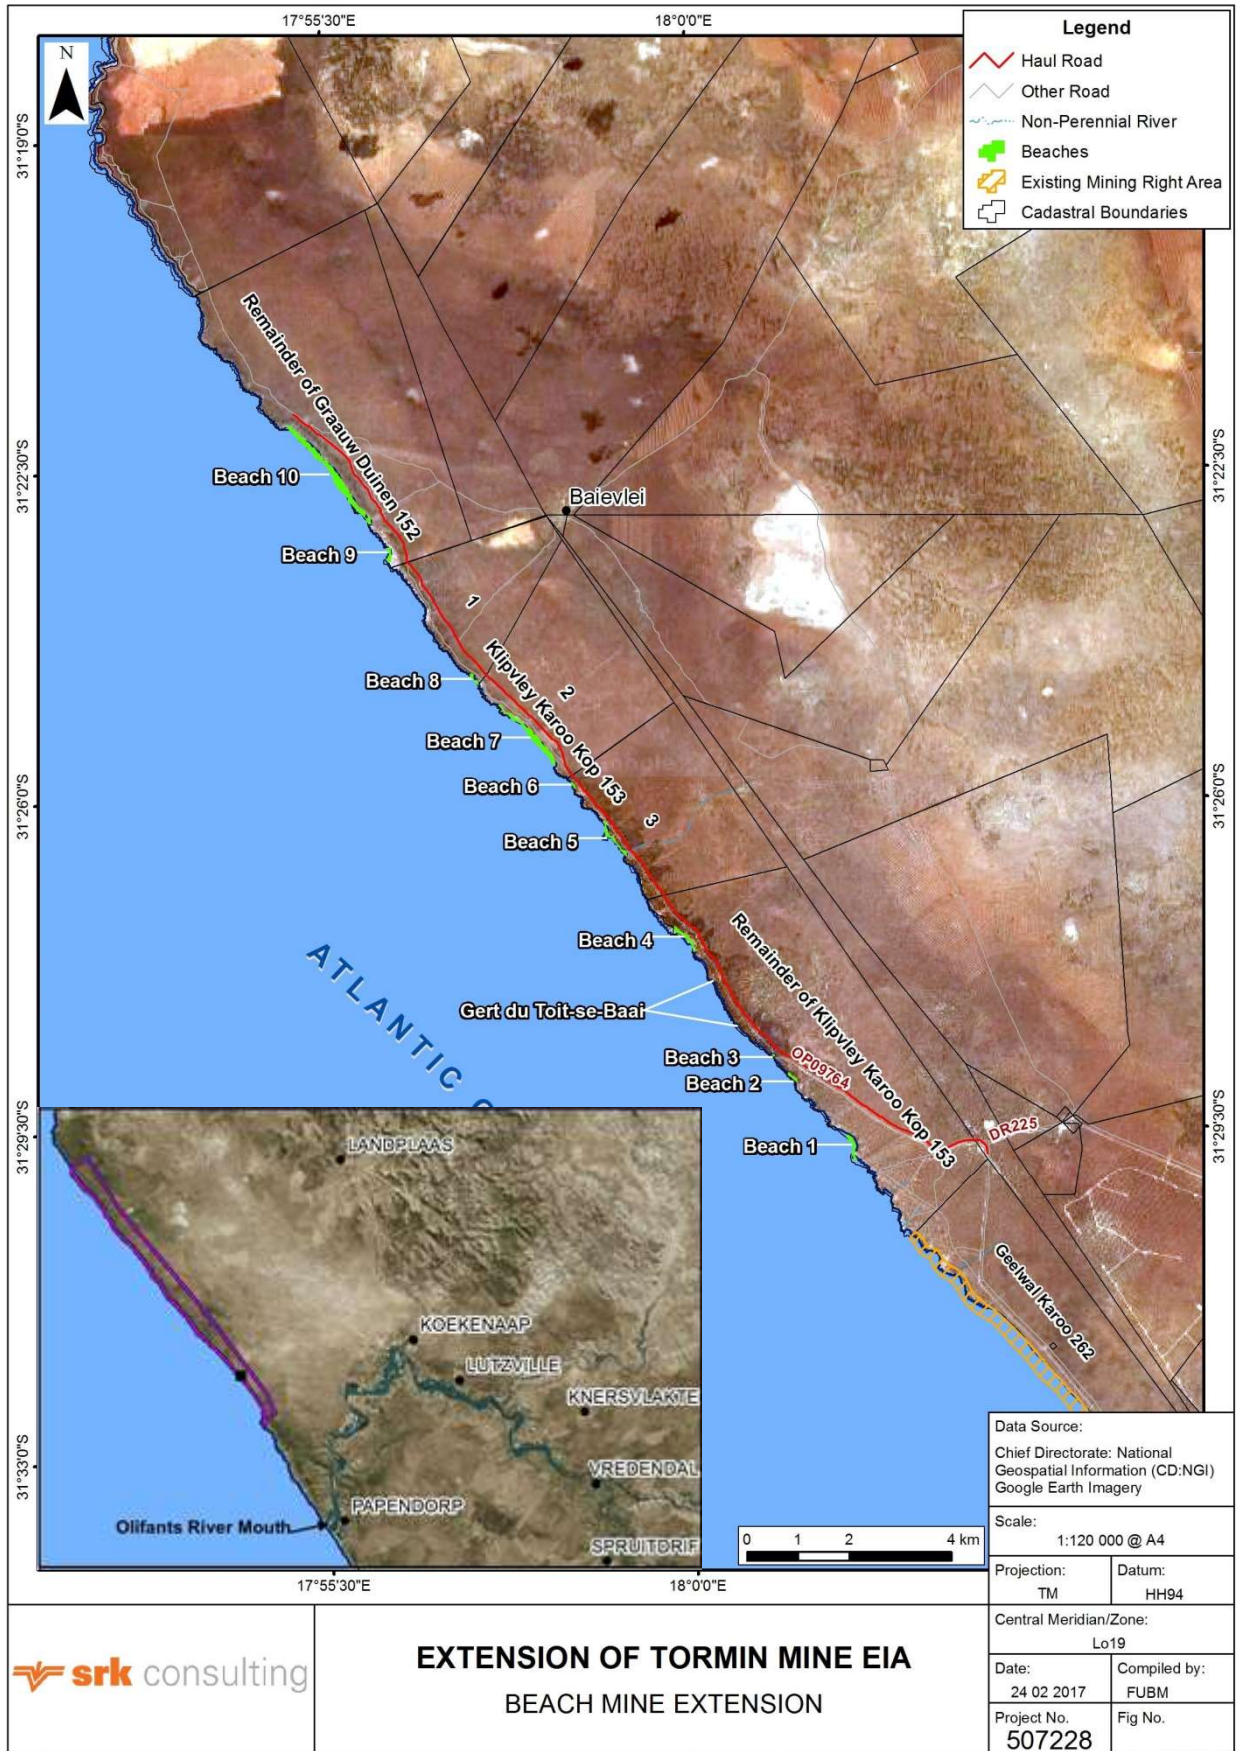 17°55'30"E
18°0'0"E
N
Legend
Haul Road
Other Road
Non-Perennial River
Beaches
Existing Mining Right Area
Cadastral Boundaries
31°19'0"S
Remainder of Graauw Duinen 152
31°22'30"S
31°22'30"S
Beach 10
Baievlei
Beach 9
1
Klipvley Karoo Kop 153
2
Beach 8
Beach 7
Beach 6
31°26'0"S
31°26'0"S
3
Beach 5
Beach 4
Remainder of Klipvley Karoo Kop 153
ATLANTIC
Gert du Toit-se-Baai
Beach 3
OP09764
Beach 2
31°29'30"S
31°29'30"S
DR225
Beach 1
Geelwal Karoo 262
LANDPLAAS
KOEKENAAP
LUTZVILLE
KNERSVLAKTE
VREDENDAL
PAPENDORP
Olifants River Mouth
SPRUITDRIF
31°33'0"S
0 1 2 4 km
17°55'30"E
18°0'0"E
Data Source:
Chief Directorate: National
Geospatial Information (CD:NGI)
Google Earth Imagery
Scale:
1:120 000 @ A4
Projection:
TM
Datum:
HH94
Central Meridian/Zone:
Lo19
Date:
24 02 2017
Compiled by:
FUBM
Project No.
507228
Fig No.
srk consulting
EXTENSION OF TORMIN MINE EIA
BEACH MINE EXTENSION